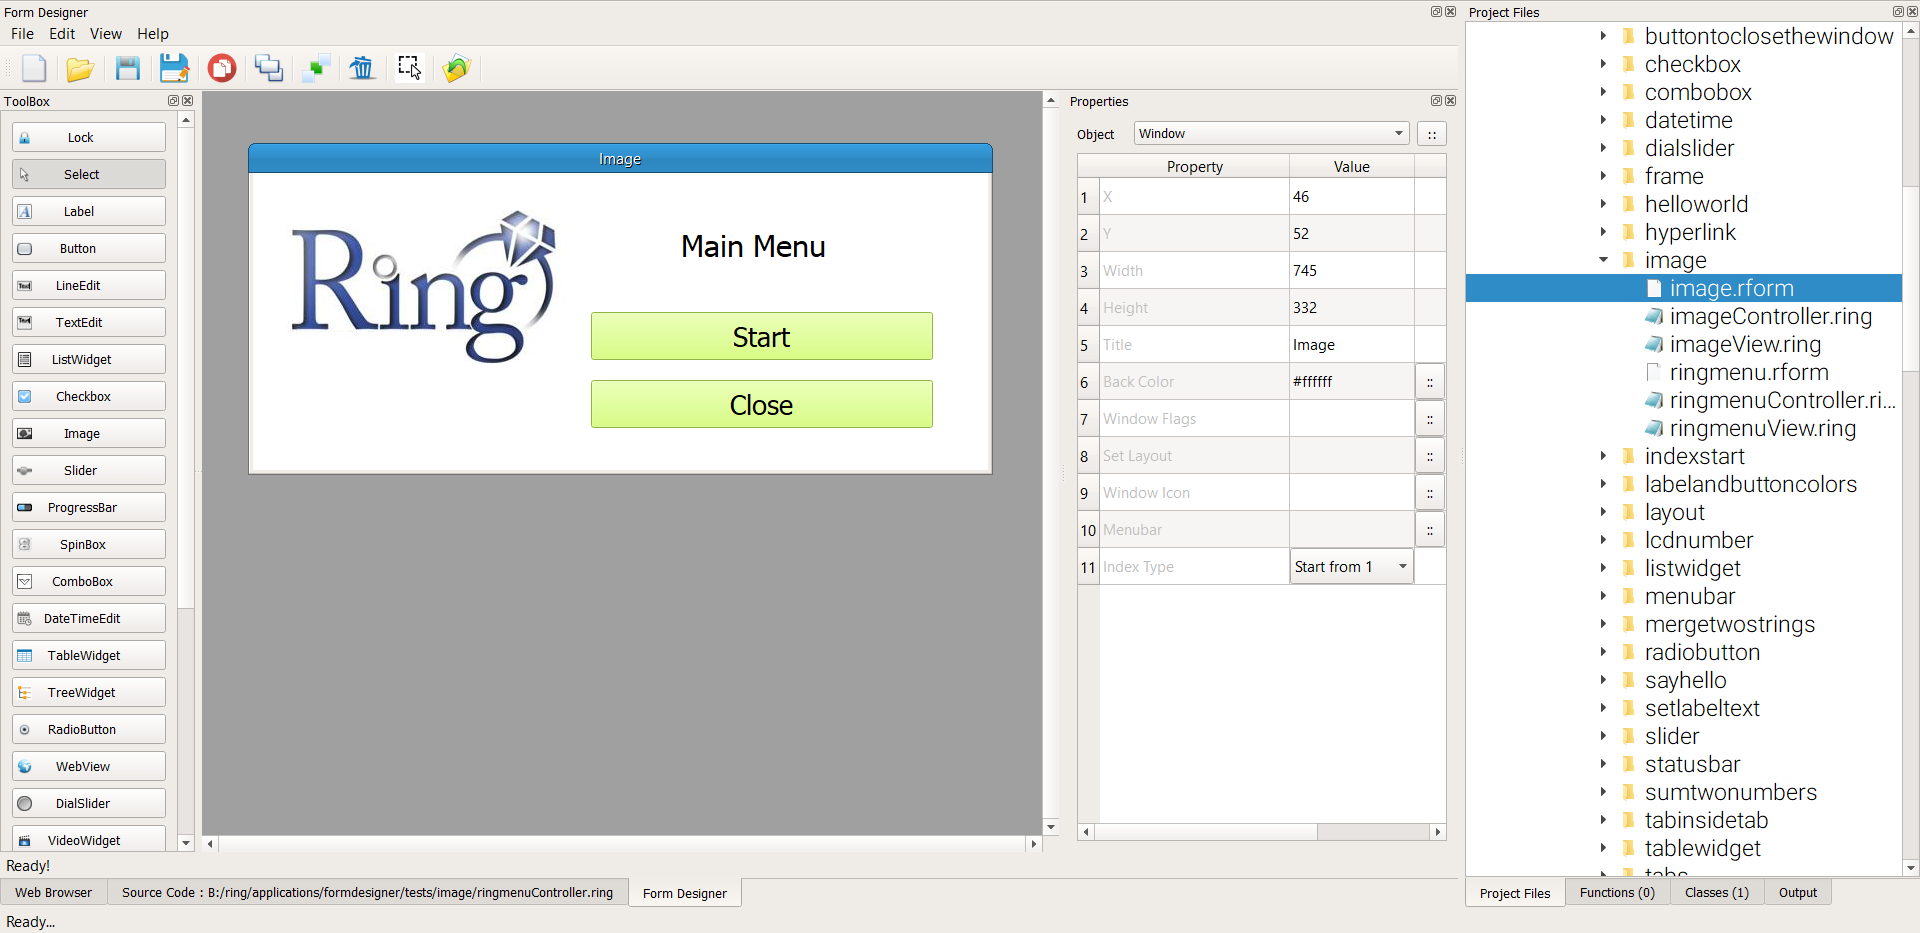 Form Designer
File Edit View Help
ToolBox
Lock
Select
Label
Button
LineEdit
TextEdit
ListWidget
Checkbox
Image
Slider
ProgressBar
SpinBox
ComboBox
DateTimeEdit
TableWidget
TreeWidget
RadioButton
WebView
DialSlider
VideoWidget
Image
Ring
Main Menu
Start
Close
Properties
Object Window ::
Property Value
1 X 46
2 Y 52
3 Width 745
4 Height 332
5 Title Image
6 Back Color #ffffff ::
7 Window Flags ::
8 Set Layout ::
9 Window Icon ::
10 Menubar ::
11 Index Type Start from 1
Project Files
buttontoclosethewindow
checkbox
combobox
datetime
dialslider
frame
helloworld
hyperlink
image
image.rform
imageController.ring
imageView.ring
ringmenu.rform
ringmenuController.ri...
ringmenuView.ring
indexstart
labelandbuttoncolors
layout
lcdnumber
listwidget
menubar
mergetwostrings
radiobutton
sayhello
setlabeltext
slider
statusbar
sumtwonumbers
tabinsidetab
tablewidget
tabs
Ready!
Web Browser Source Code : B:/ring/applications/formdesigner/tests/image/ringmenuController.ring Form Designer
Project Files Functions (0) Classes (1) Output
Ready...